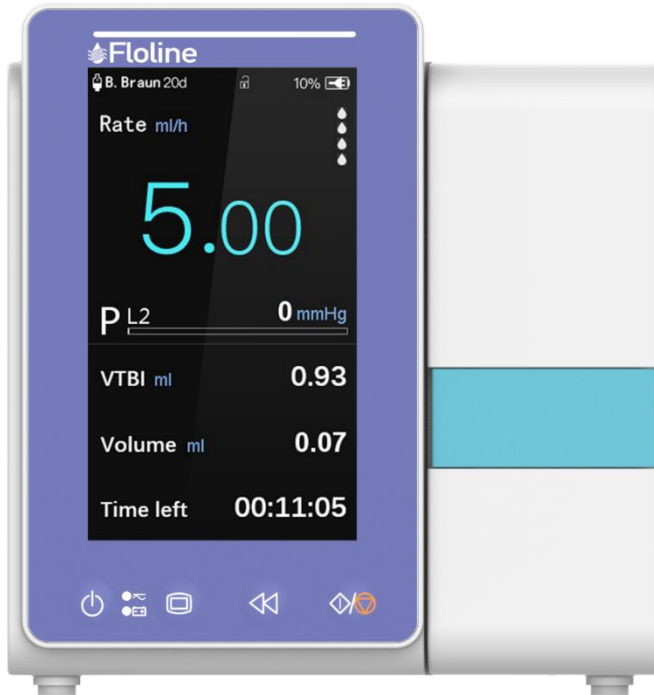 Floline
B. Braun 20d 10%
Rate ml/h
5.00
P L2 0 mmHg
VTBI ml 0.93
Volume ml 0.07
Time left 00:11:05